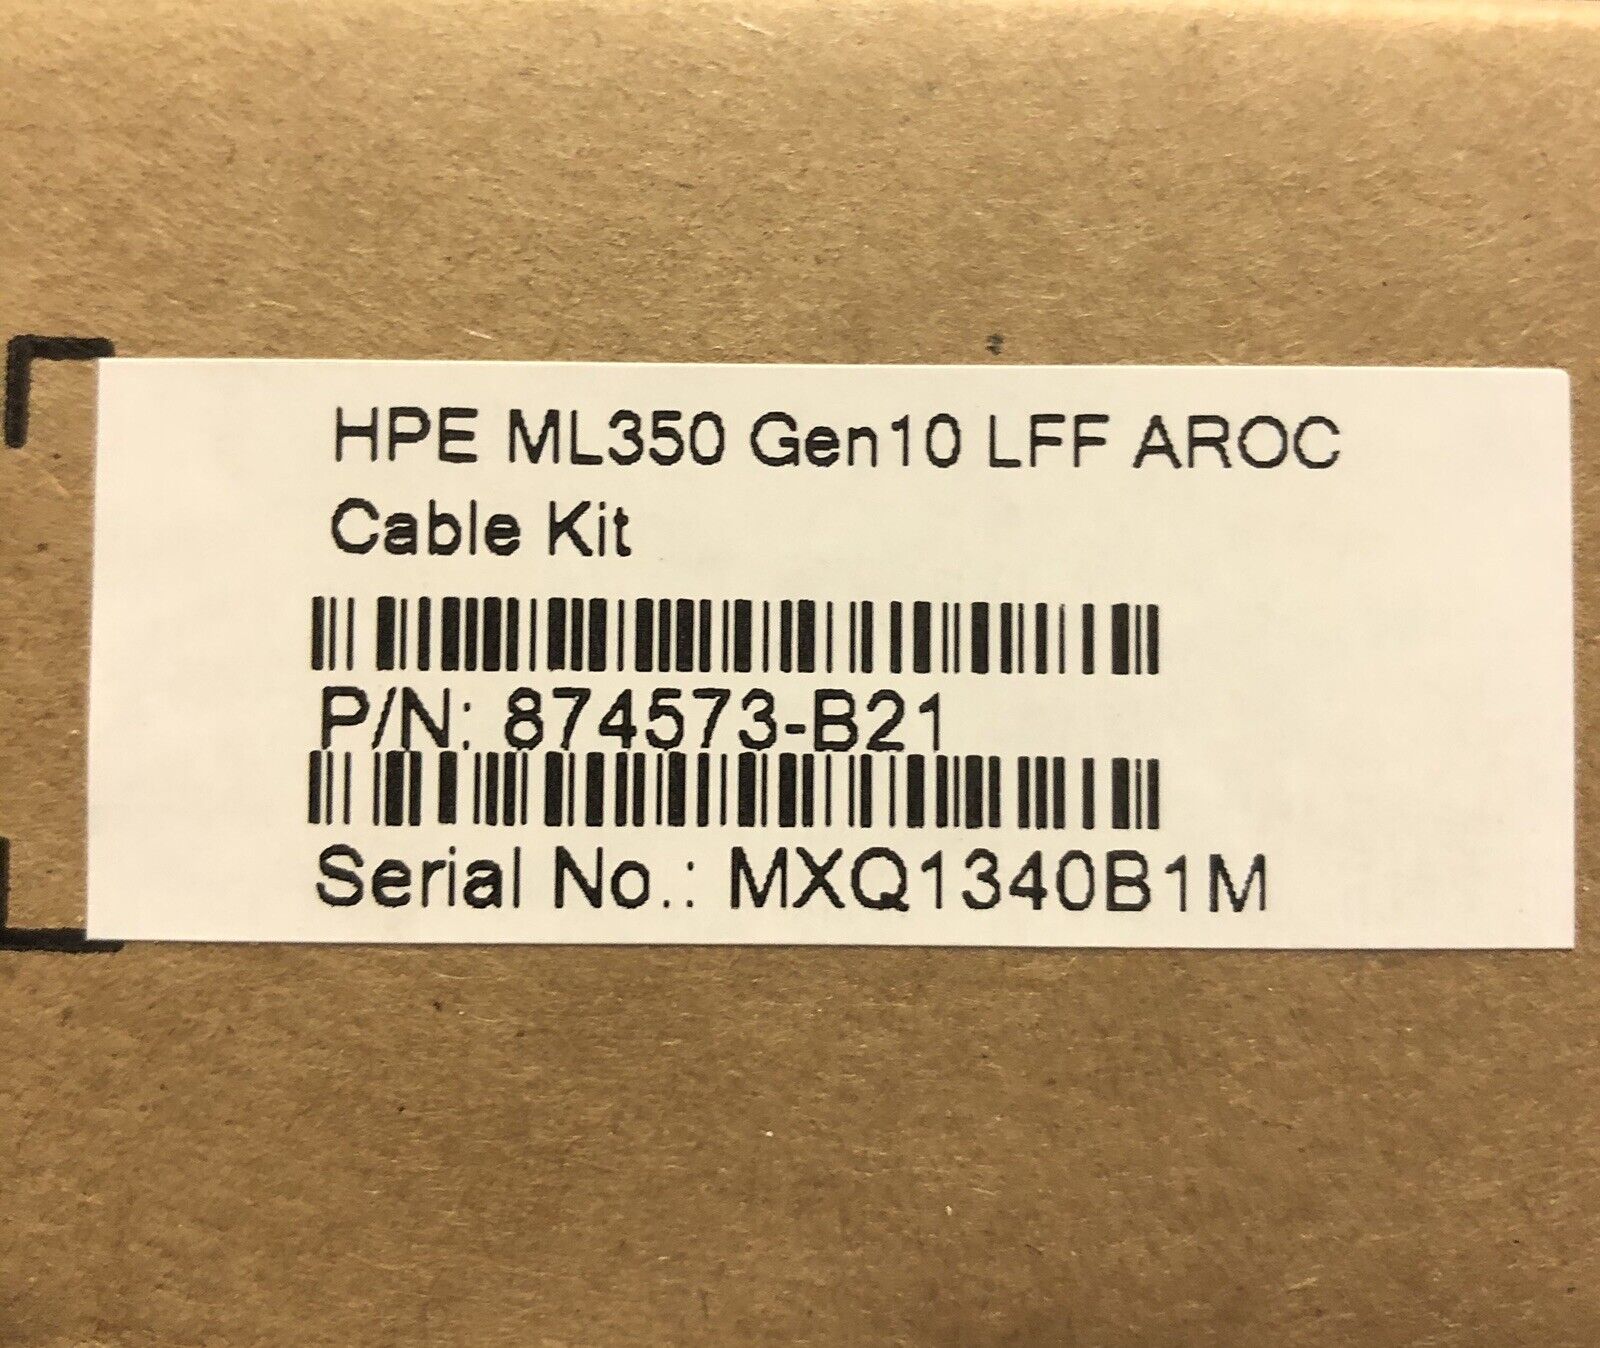 HPE ML350 Gen10 LFF AROC
Cable Kit
P/N: 874573-B21
Serial No.: MXQ1340B1M